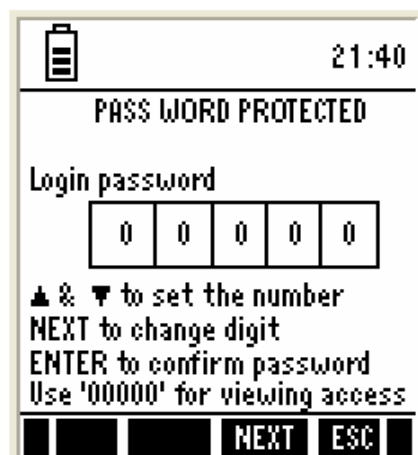 21:40
PASS WORD PROTECTED
Login password
0 0 0 0 0
▲ & ▼ to set the number
NEXT to change digit
ENTER to confirm password
Use '00000' for viewing access
NEXT ESC